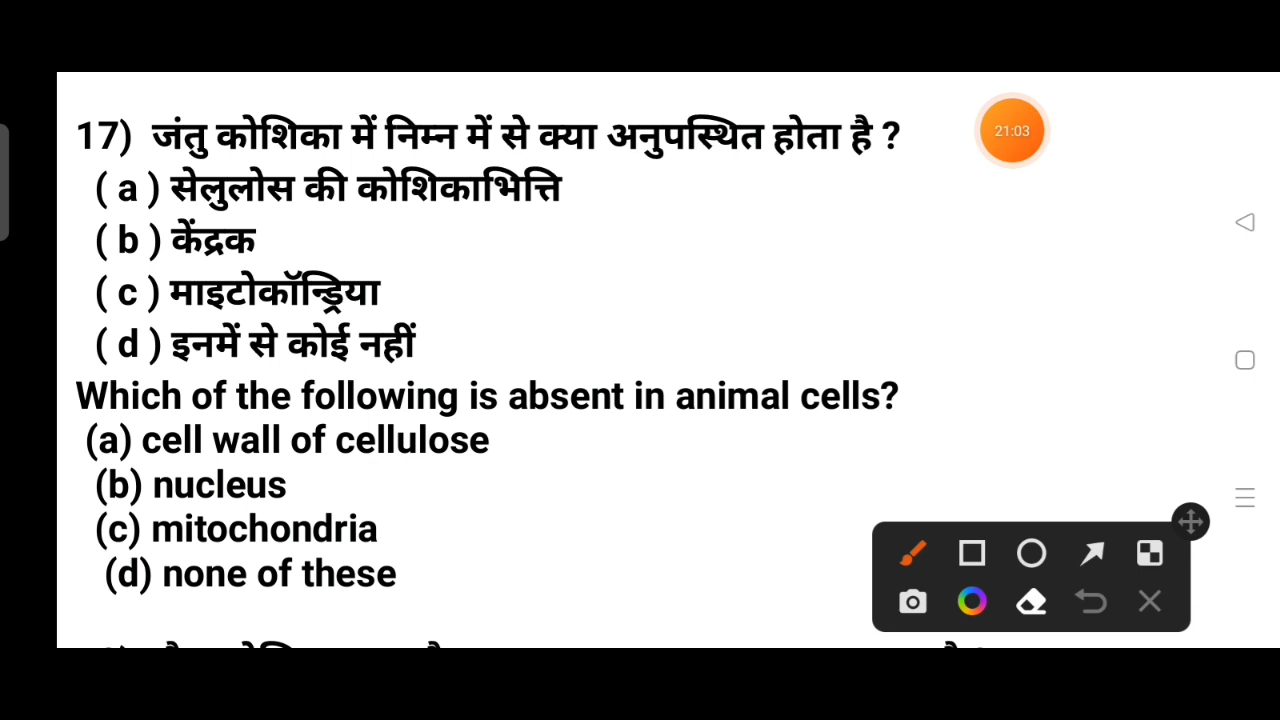 17) जंतु कोशिका में निम्न में से क्या अनुपस्थित होता है ?
21:03
( a ) सेलुलोस की कोशिकाभित्ति
( b ) केंद्रक
( c ) माइटोकॉन्ड्रिया
( d ) इनमें से कोई नहीं
Which of the following is absent in animal cells?
(a) cell wall of cellulose
(b) nucleus
(c) mitochondria
(d) none of these